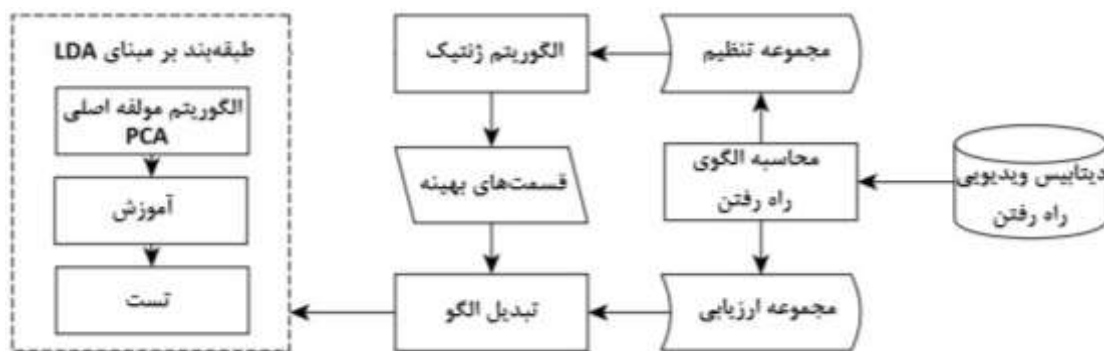 دیتابیس ویدیویی
راه رفتن
محاسبه الگوی
راه رفتن
مجموعه تنظیم
مجموعه ارزیابی
الگوریتم ژنتیک
قسمت‌های بهینه
تبدیل الگو
طبقه‌بند بر مبنای LDA
الگوریتم مولفه اصلی
PCA
آموزش
تست